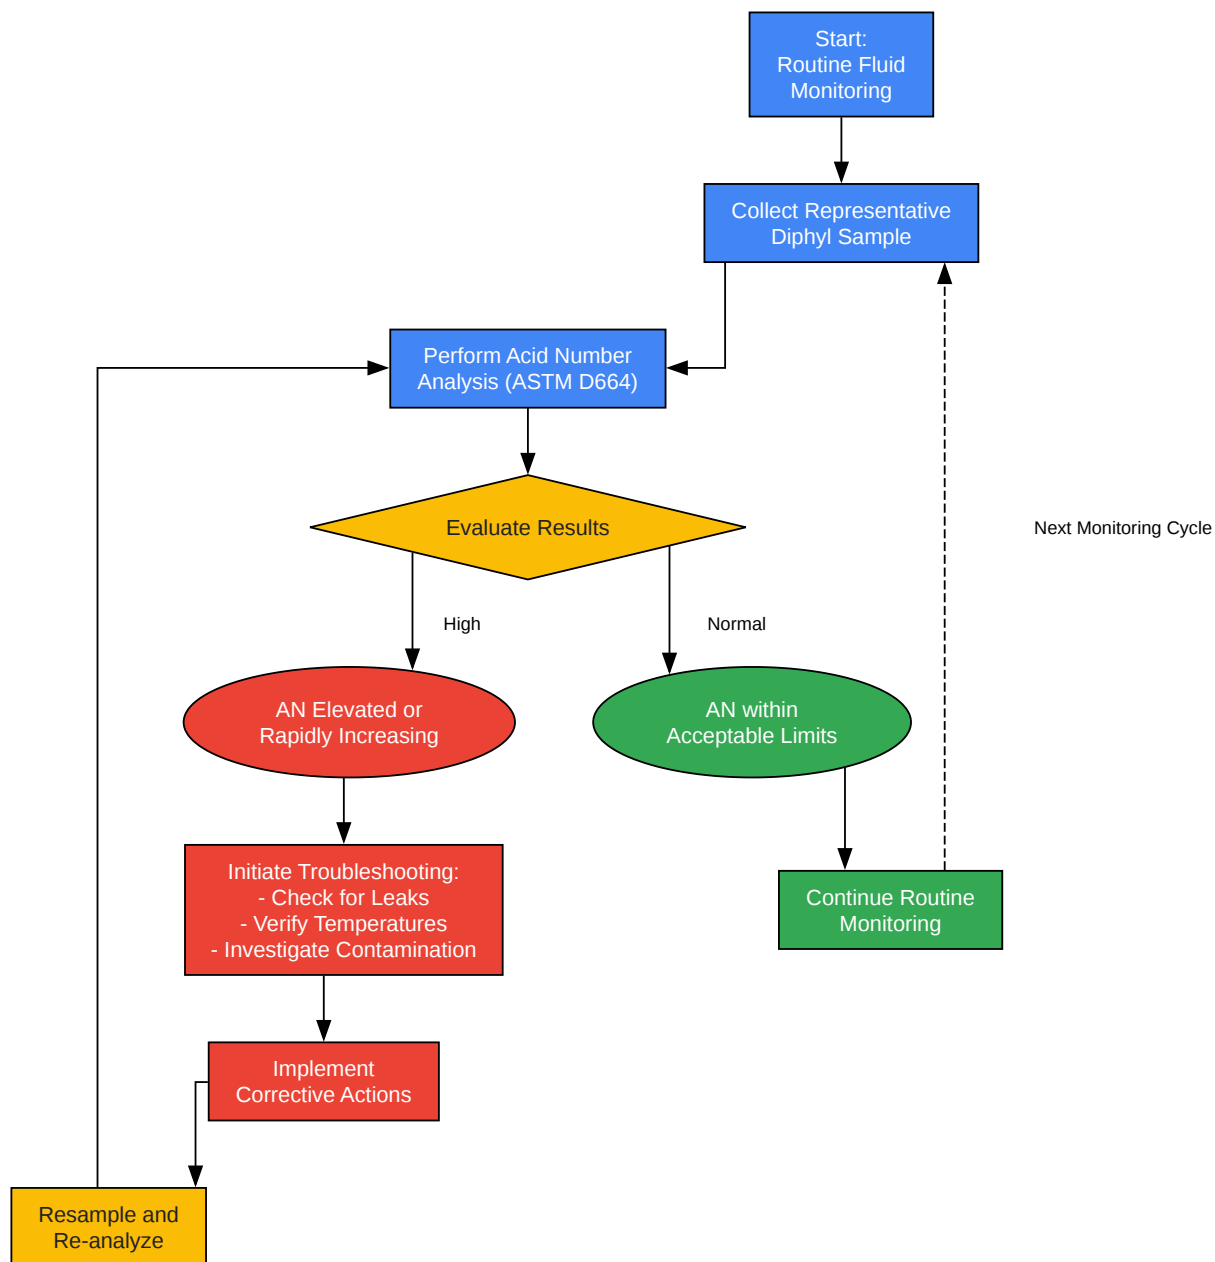 Start:
Routine Fluid
Monitoring
Collect Representative
Diphyl Sample
Perform Acid Number
Analysis (ASTM D664)
Evaluate Results
Next Monitoring Cycle
High
Normal
AN Elevated or
Rapidly Increasing
AN within
Acceptable Limits
Initiate Troubleshooting:
- Check for Leaks
- Verify Temperatures
- Investigate Contamination
Continue Routine
Monitoring
Implement
Corrective Actions
Resample and
Re-analyze